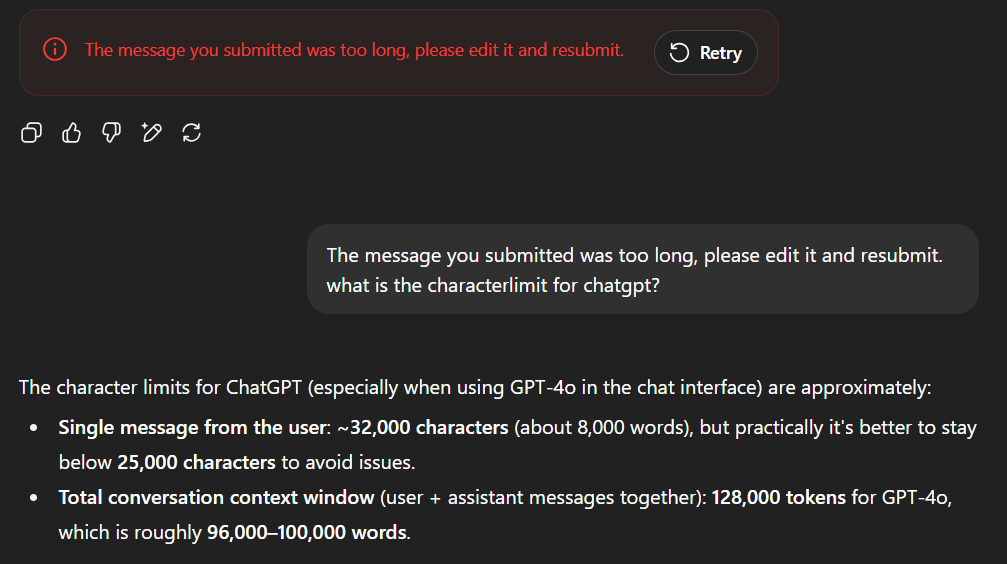 The message you submitted was too long, please edit it and resubmit.
Retry
The message you submitted was too long, please edit it and resubmit.
what is the characterlimit for chatgpt?
The character limits for ChatGPT (especially when using GPT-4o in the chat interface) are approximately:
• Single message from the user: ~32,000 characters (about 8,000 words), but practically it's better to stay
below 25,000 characters to avoid issues.
• Total conversation context window (user + assistant messages together): 128,000 tokens for GPT-4o,
which is roughly 96,000–100,000 words.